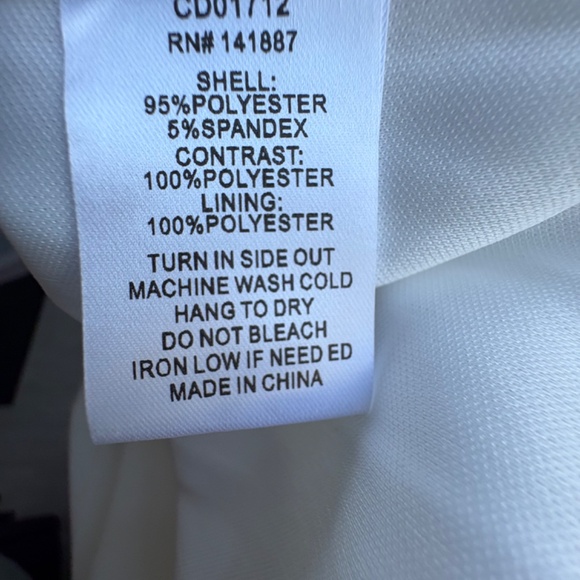 CD01712
RN# 141887
SHELL:
95%POLYESTER
5%SPANDEX
CONTRAST:
100%POLYESTER
LINING:
100%POLYESTER
TURN IN SIDE OUT
MACHINE WASH COLD
HANG TO DRY
DO NOT BLEACH
IRON LOW IF NEED ED
MADE IN CHINA